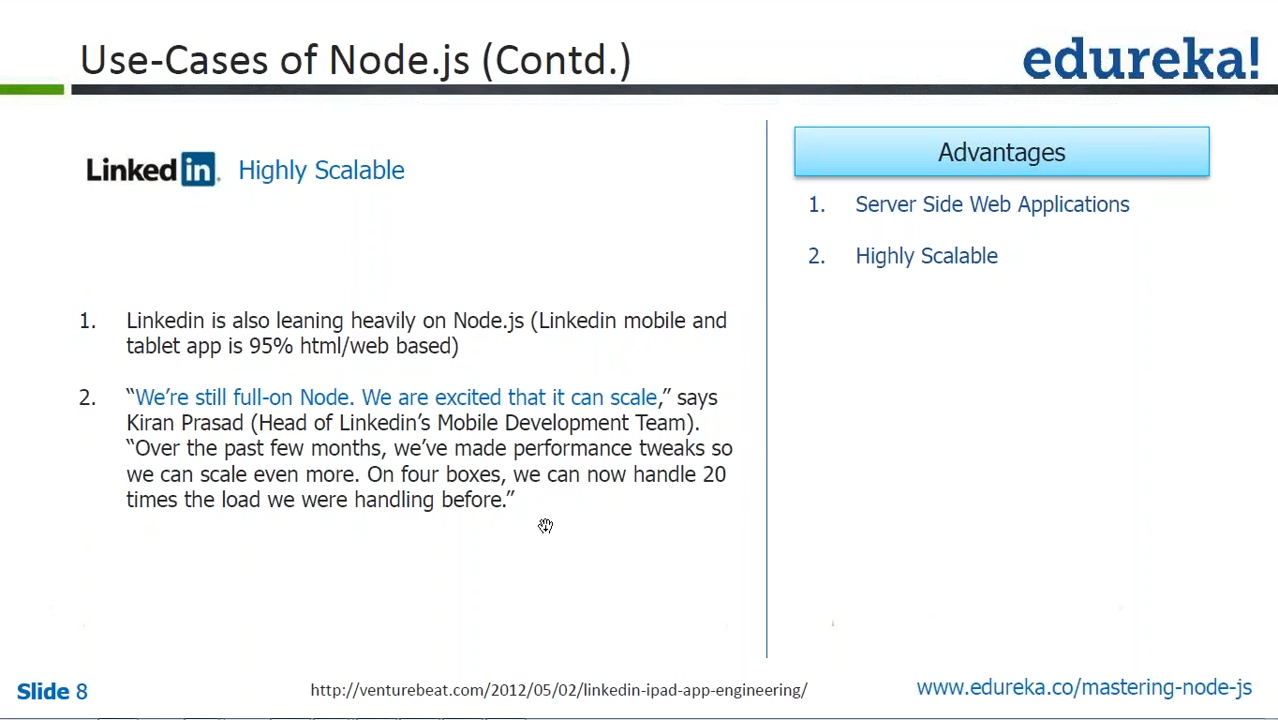 Use-Cases of Node.js (Contd.)
edureka!
Linked in®
Highly Scalable
1. Linkedin is also leaning heavily on Node.js (Linkedin mobile and
tablet app is 95% html/web based)
2. “We’re still full-on Node. We are excited that it can scale,” says
Kiran Prasad (Head of Linkedin’s Mobile Development Team).
“Over the past few months, we’ve made performance tweaks so
we can scale even more. On four boxes, we can now handle 20
times the load we were handling before.”
Advantages
1. Server Side Web Applications
2. Highly Scalable
Slide 8
http://venturebeat.com/2012/05/02/linkedin-ipad-app-engineering/
www.edureka.co/mastering-node-js